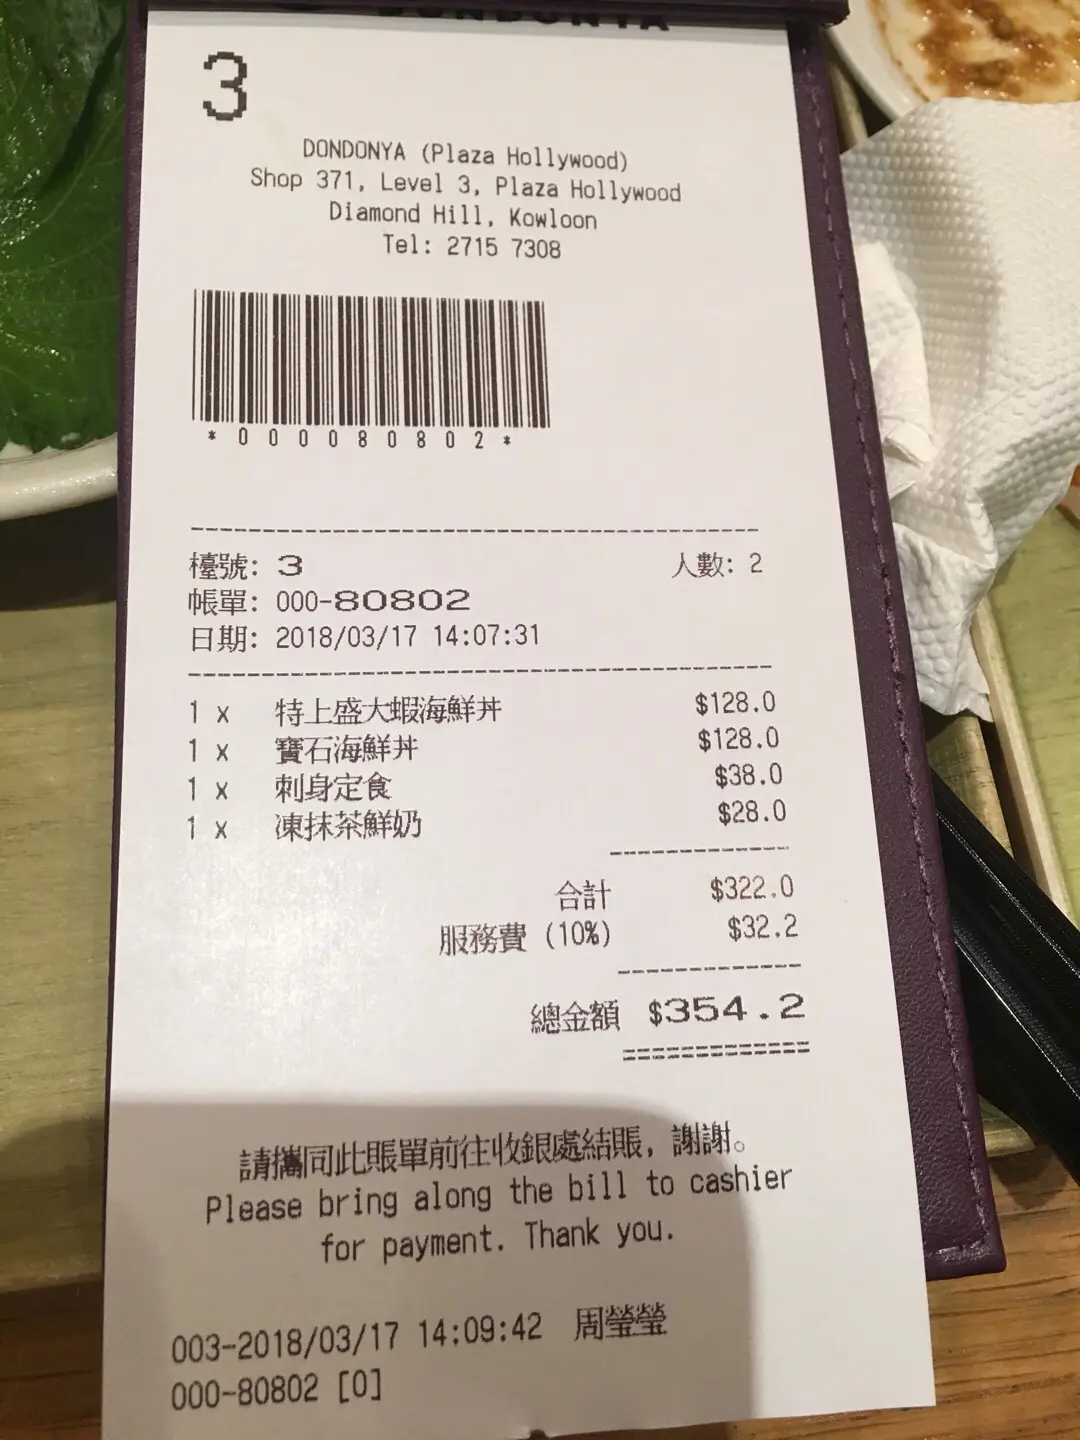 DONDONYA
3
DONDONYA (Plaza Hollywood)
Shop 371, Level 3, Plaza Hollywood
Diamond Hill, Kowloon
Tel: 2715 7308
*000080802*
檯號: 3 人數: 2
帳單: 000-80802
日期: 2018/03/17 14:07:31
1 x 特上盛大蝦海鮮丼 $128.0
1 x 寶石海鮮丼 $128.0
1 x 刺身定食 $38.0
1 x 凍抹茶鮮奶 $28.0
合計 $322.0
服務費 (10%) $32.2
總金額 $354.2
請攜同此賬單前往收銀處結賬，謝謝。
Please bring along the bill to cashier
for payment. Thank you.
003-2018/03/17 14:09:42 周瑩瑩
000-80802 [0]